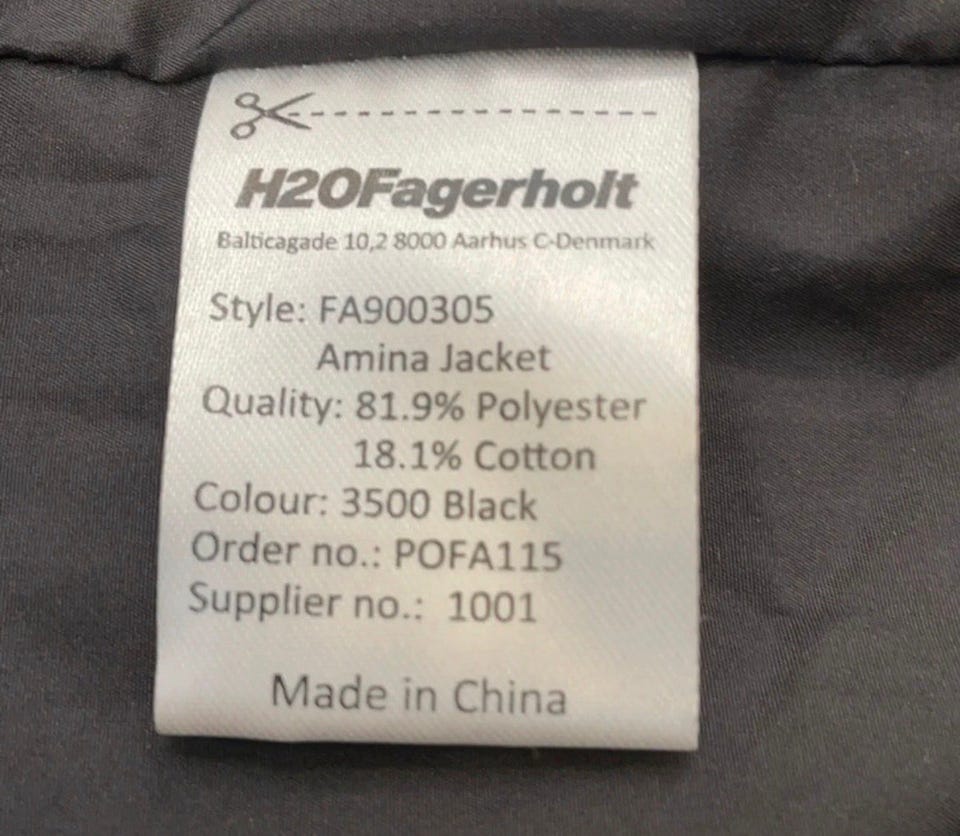 H2OFagerholt
Balticagade 10,2 8000 Aarhus C-Denmark
Style: FA900305
Amina Jacket
Quality: 81.9% Polyester
18.1% Cotton
Colour: 3500 Black
Order no.: POFA115
Supplier no.: 1001
Made in China